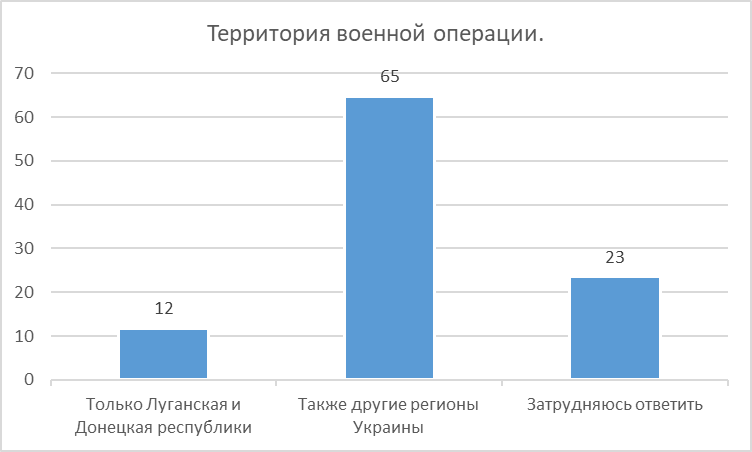 Территория военной операции.
70
60
50
40
30
20
10
0
12
65
23
Только Луганская и
Донецкая республики
Также другие регионы
Украины
Затрудняюсь ответить